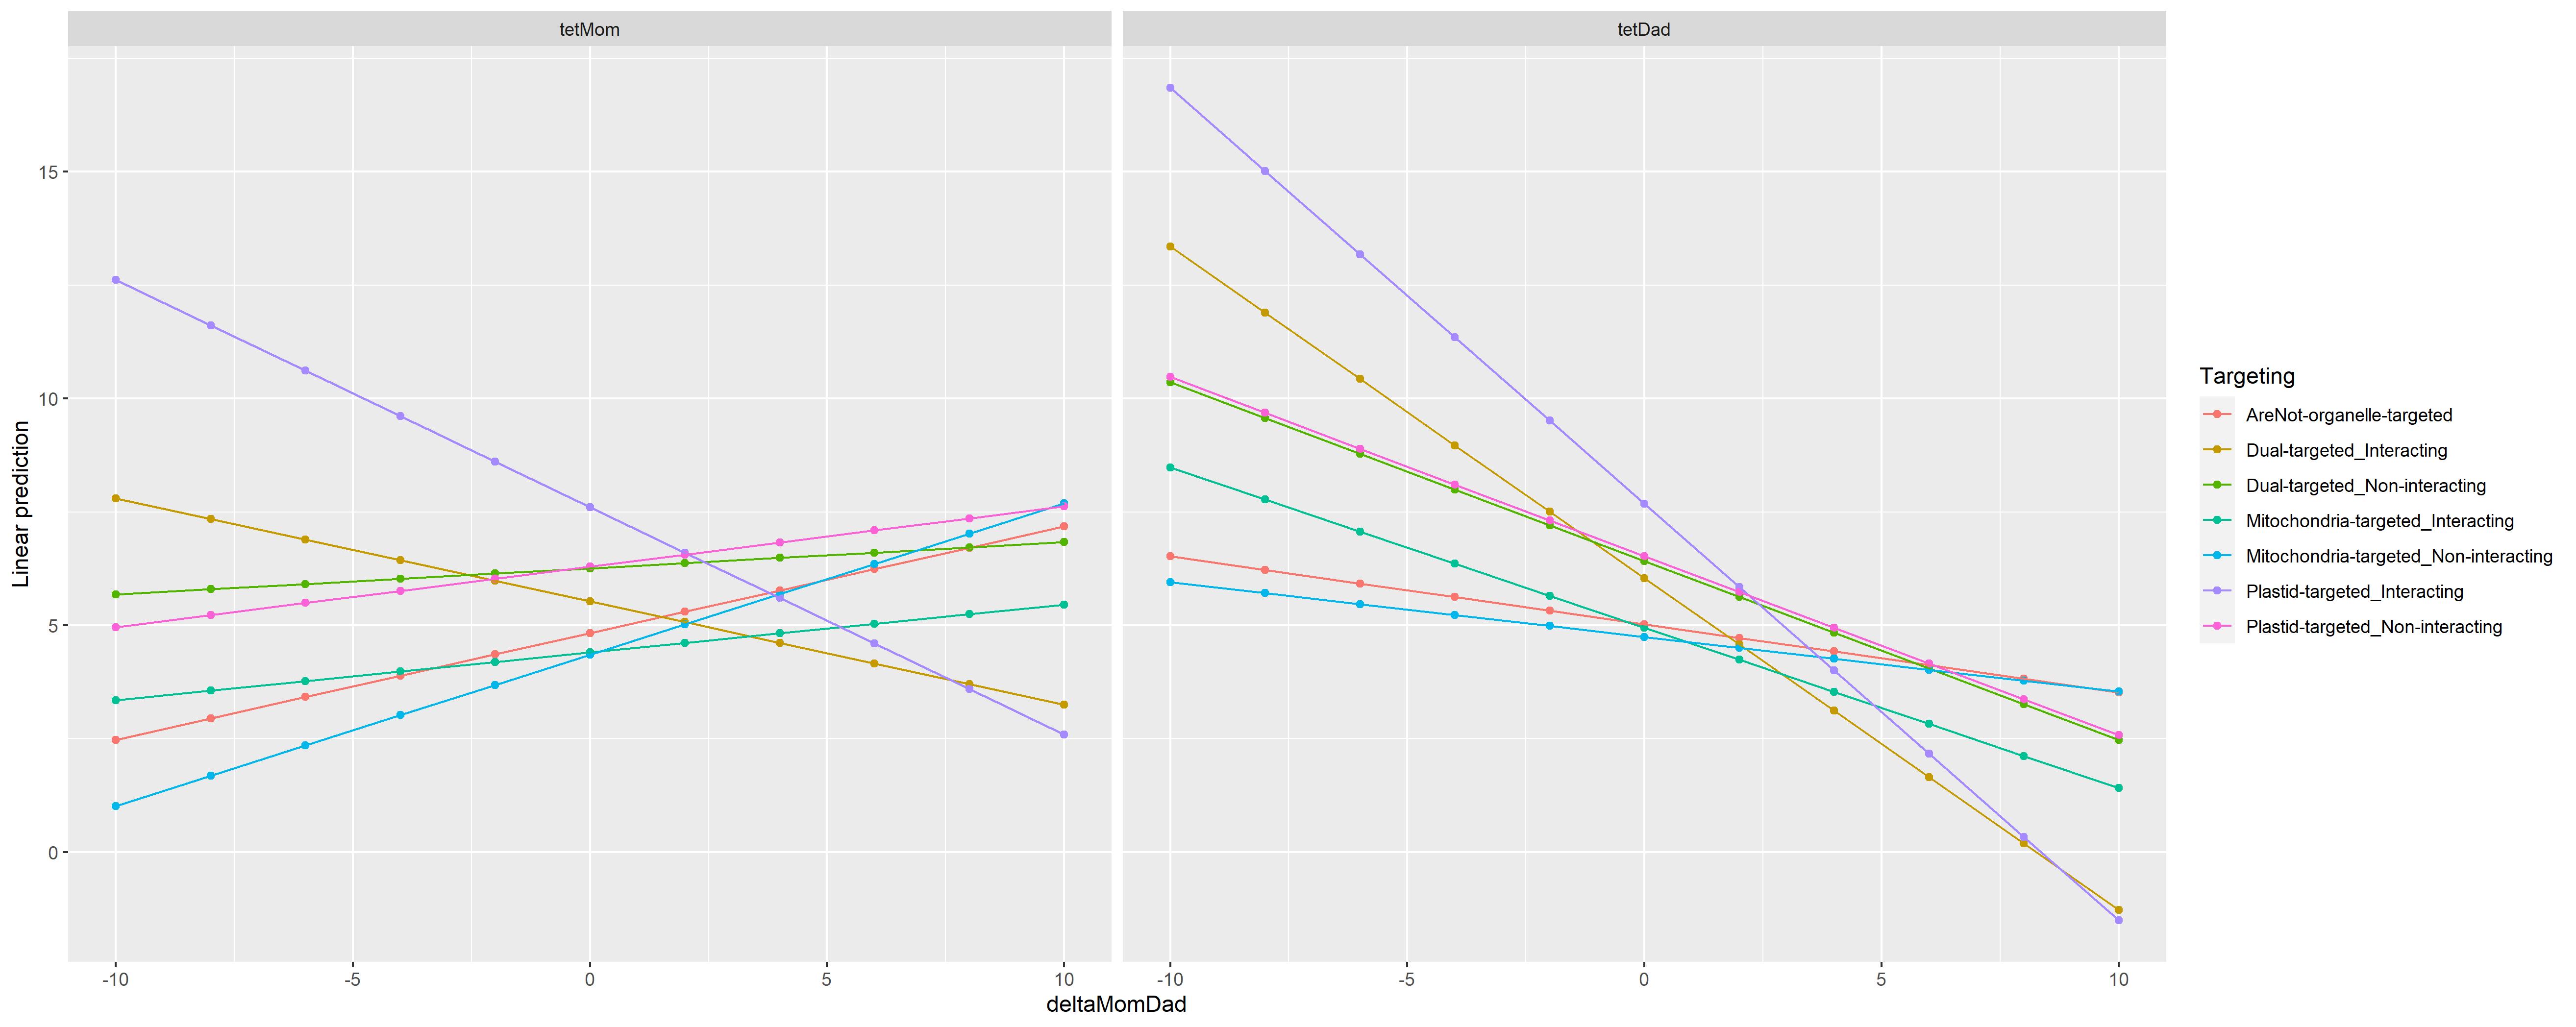 tetMom
tetDad
15
10
5
0
Linear prediction
-10
-5
0
5
10
-10
-5
0
5
10
deltaMomDad
Targeting
AreNot-organelle-targeted
Dual-targeted_Interacting
Dual-targeted_Non-interacting
Mitochondria-targeted_Interacting
Mitochondria-targeted_Non-interacting
Plastid-targeted_Interacting
Plastid-targeted_Non-interacting